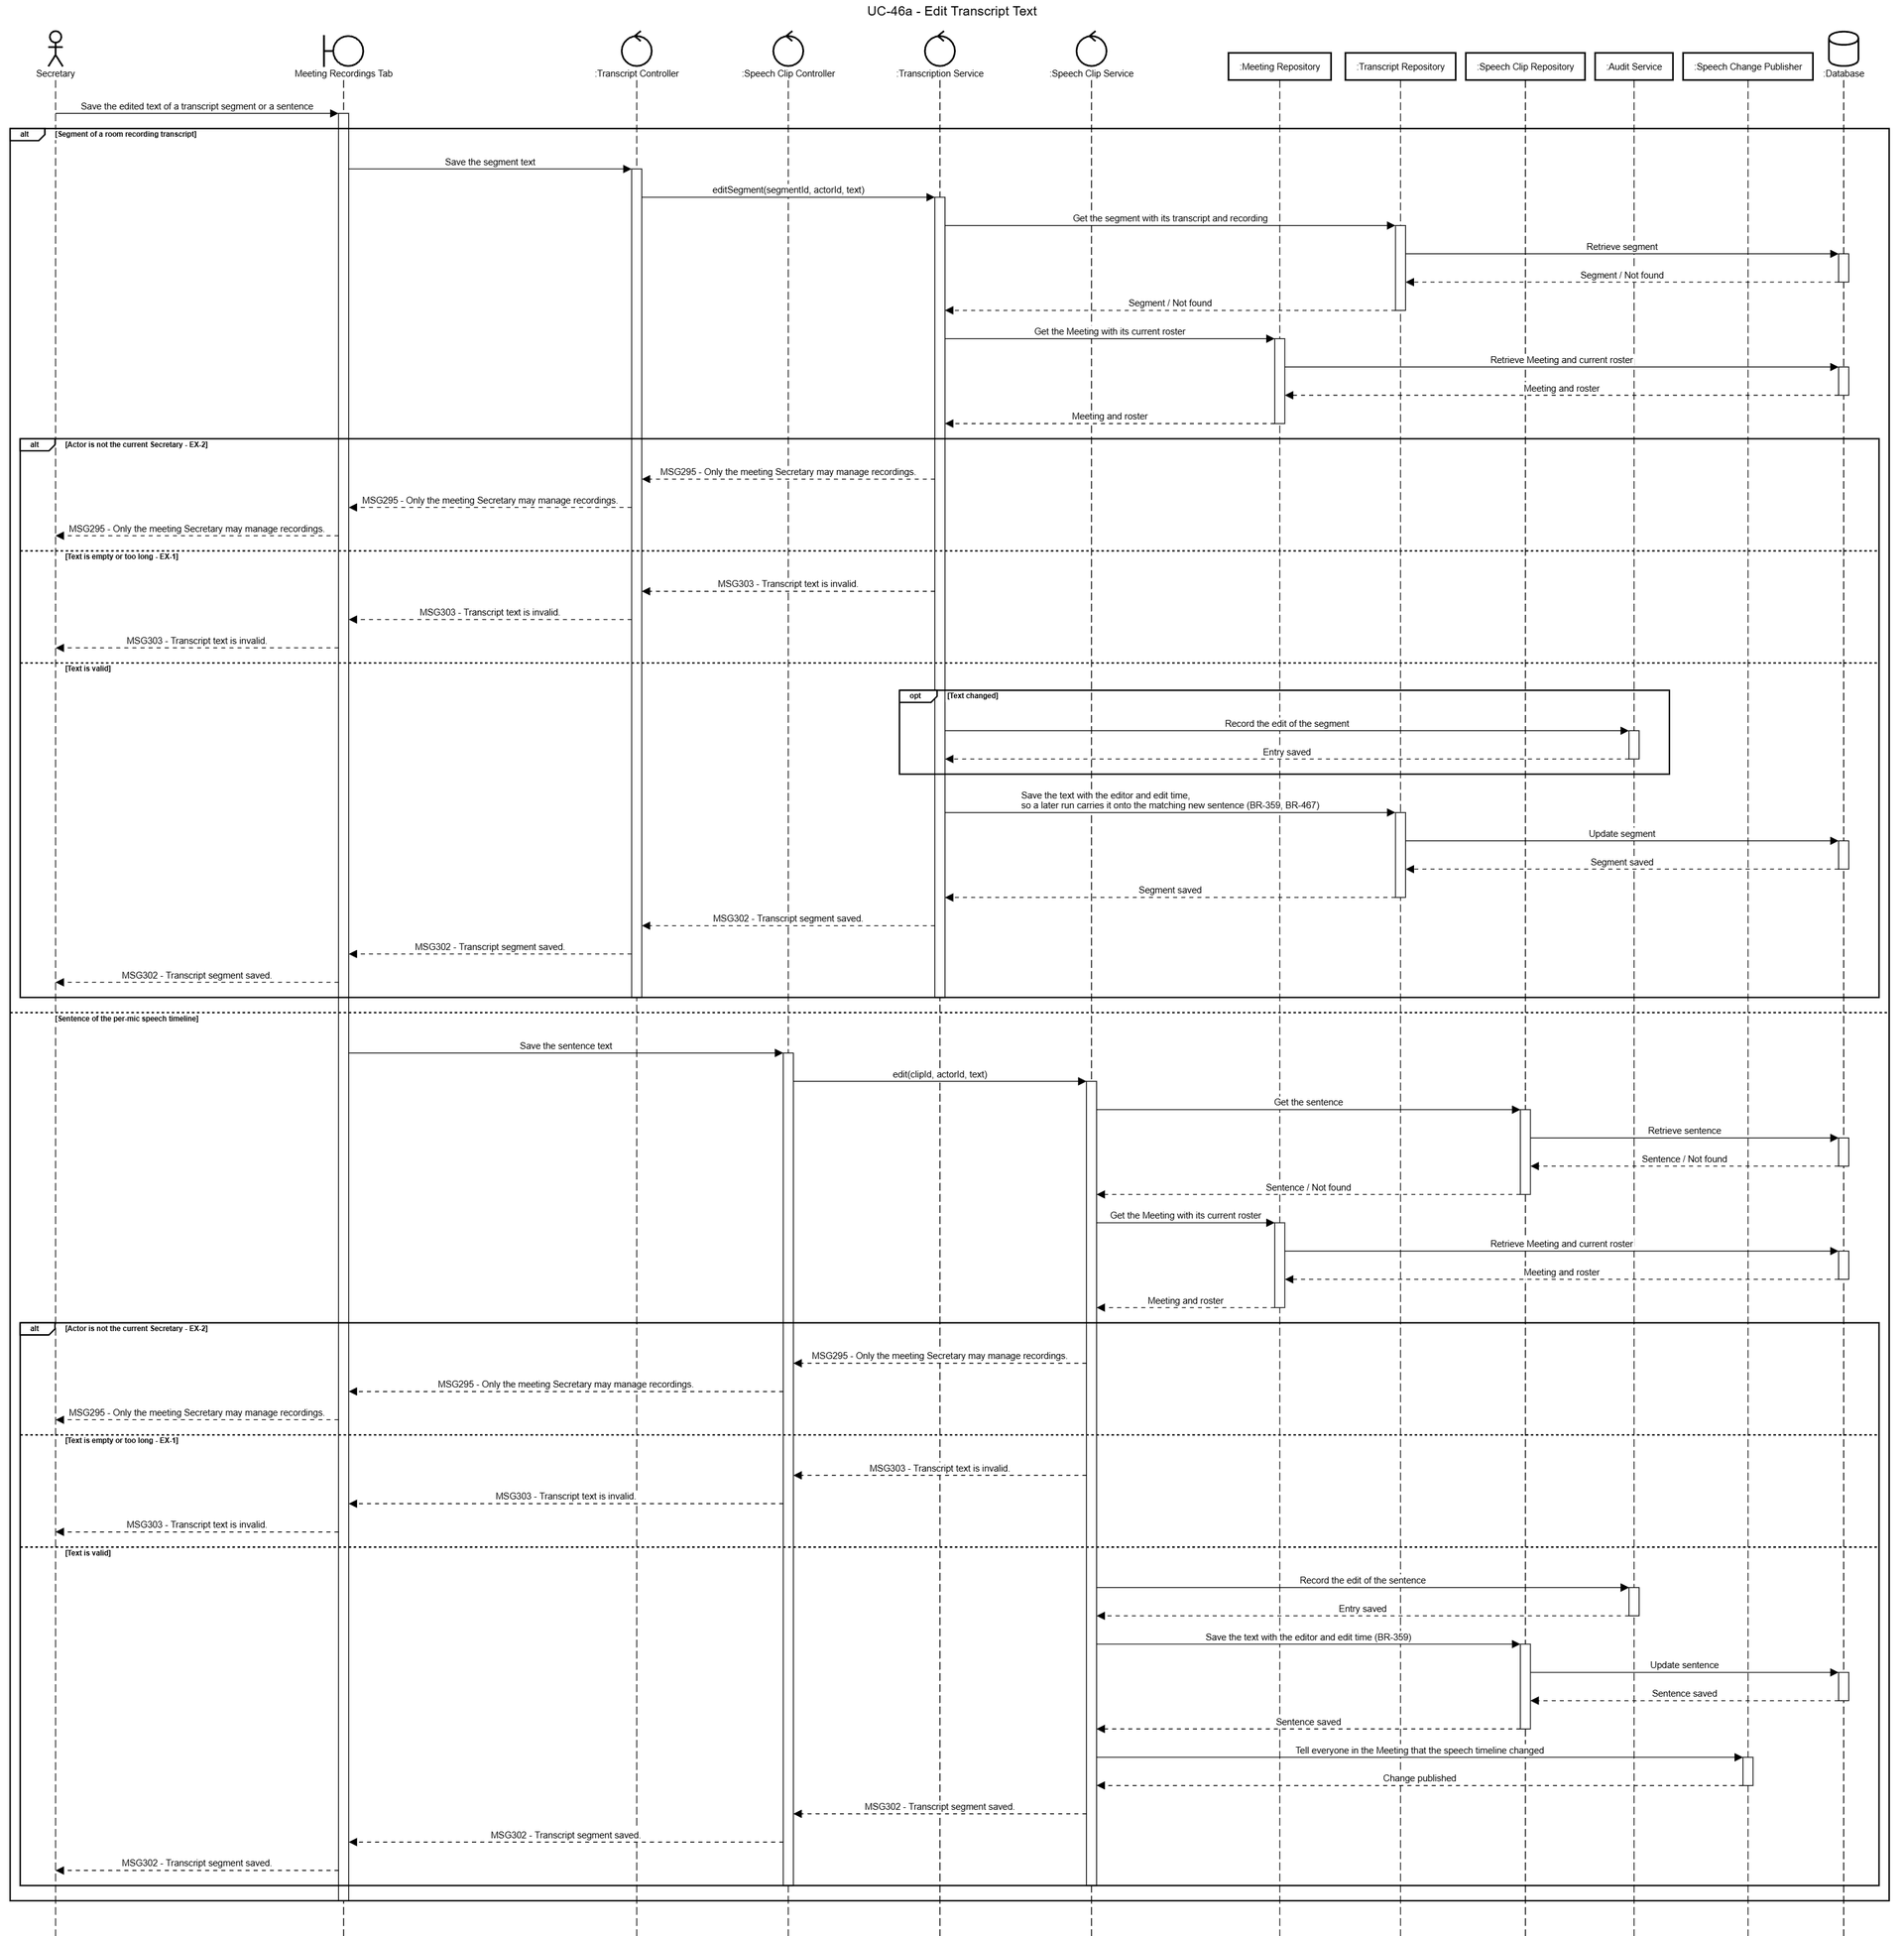 UC-46a - Edit Transcript Text
Secretary
Meeting Recordings Tab
:Transcript Controller
:Speech Clip Controller
:Transcription Service
:Speech Clip Service
:Meeting Repository
:Transcript Repository
:Speech Clip Repository
:Audit Service
:Speech Change Publisher
:Database
Save the edited text of a transcript segment or a sentence
alt
[Segment of a room recording transcript]
Save the segment text
editSegment(segmentId, actorId, text)
Get the segment with its transcript and recording
Retrieve segment
Segment / Not found
Segment / Not found
Get the Meeting with its current roster
Retrieve Meeting and current roster
Meeting and roster
Meeting and roster
alt
[Actor is not the current Secretary - EX-2]
MSG295 - Only the meeting Secretary may manage recordings.
MSG295 - Only the meeting Secretary may manage recordings.
MSG295 - Only the meeting Secretary may manage recordings.
[Text is empty or too long - EX-1]
MSG303 - Transcript text is invalid.
MSG303 - Transcript text is invalid.
MSG303 - Transcript text is invalid.
[Text is valid]
opt
[Text changed]
Record the edit of the segment
Entry saved
Save the text with the editor and edit time,
so a later run carries it onto the matching new sentence (BR-359, BR-467)
Update segment
Segment saved
Segment saved
MSG302 - Transcript segment saved.
MSG302 - Transcript segment saved.
MSG302 - Transcript segment saved.
[Sentence of the per-mic speech timeline]
Save the sentence text
edit(clipId, actorId, text)
Get the sentence
Retrieve sentence
Sentence / Not found
Sentence / Not found
Get the Meeting with its current roster
Retrieve Meeting and current roster
Meeting and roster
Meeting and roster
alt
[Actor is not the current Secretary - EX-2]
MSG295 - Only the meeting Secretary may manage recordings.
MSG295 - Only the meeting Secretary may manage recordings.
MSG295 - Only the meeting Secretary may manage recordings.
[Text is empty or too long - EX-1]
MSG303 - Transcript text is invalid.
MSG303 - Transcript text is invalid.
MSG303 - Transcript text is invalid.
[Text is valid]
Record the edit of the sentence
Entry saved
Save the text with the editor and edit time (BR-359)
Update sentence
Sentence saved
Sentence saved
Tell everyone in the Meeting that the speech timeline changed
Change published
MSG302 - Transcript segment saved.
MSG302 - Transcript segment saved.
MSG302 - Transcript segment saved.